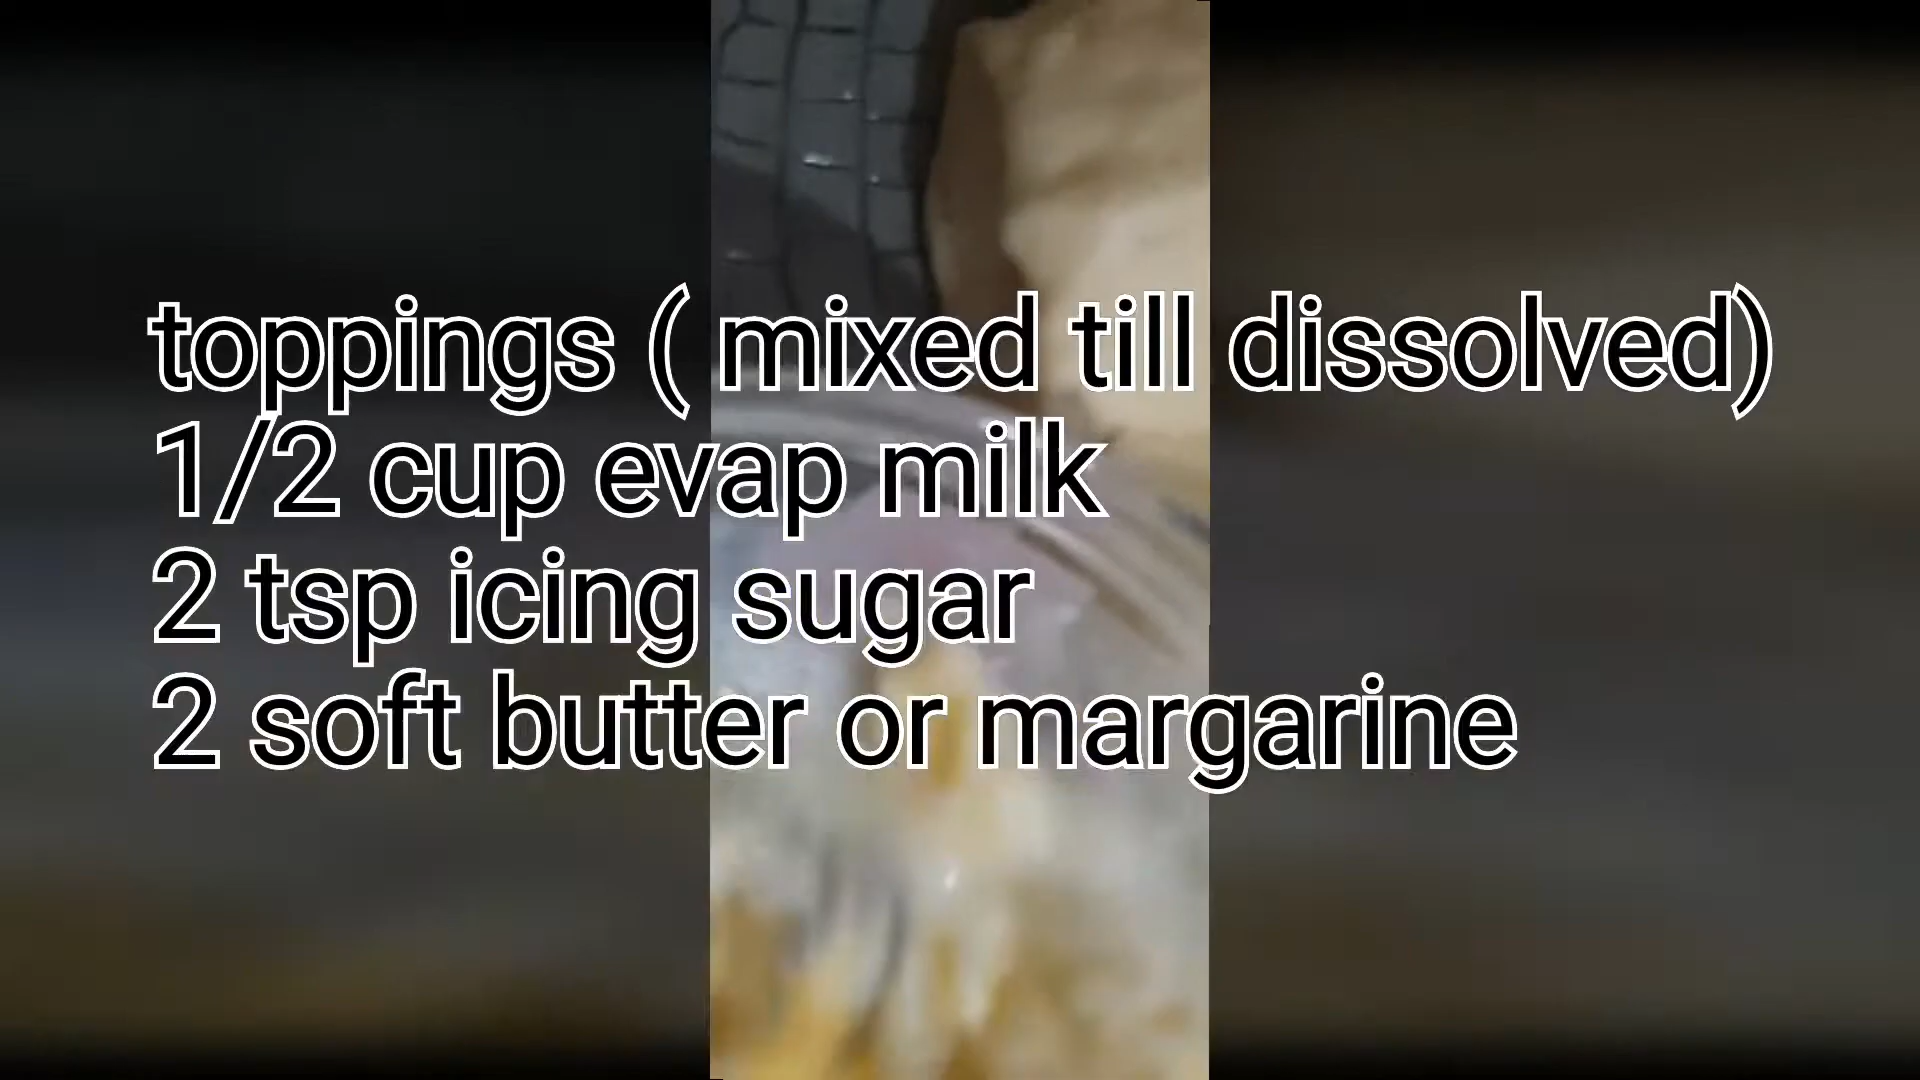 toppings ( mixed till dissolved)
1/2 cup evap milk
2 tsp icing sugar
2 soft butter or margarine